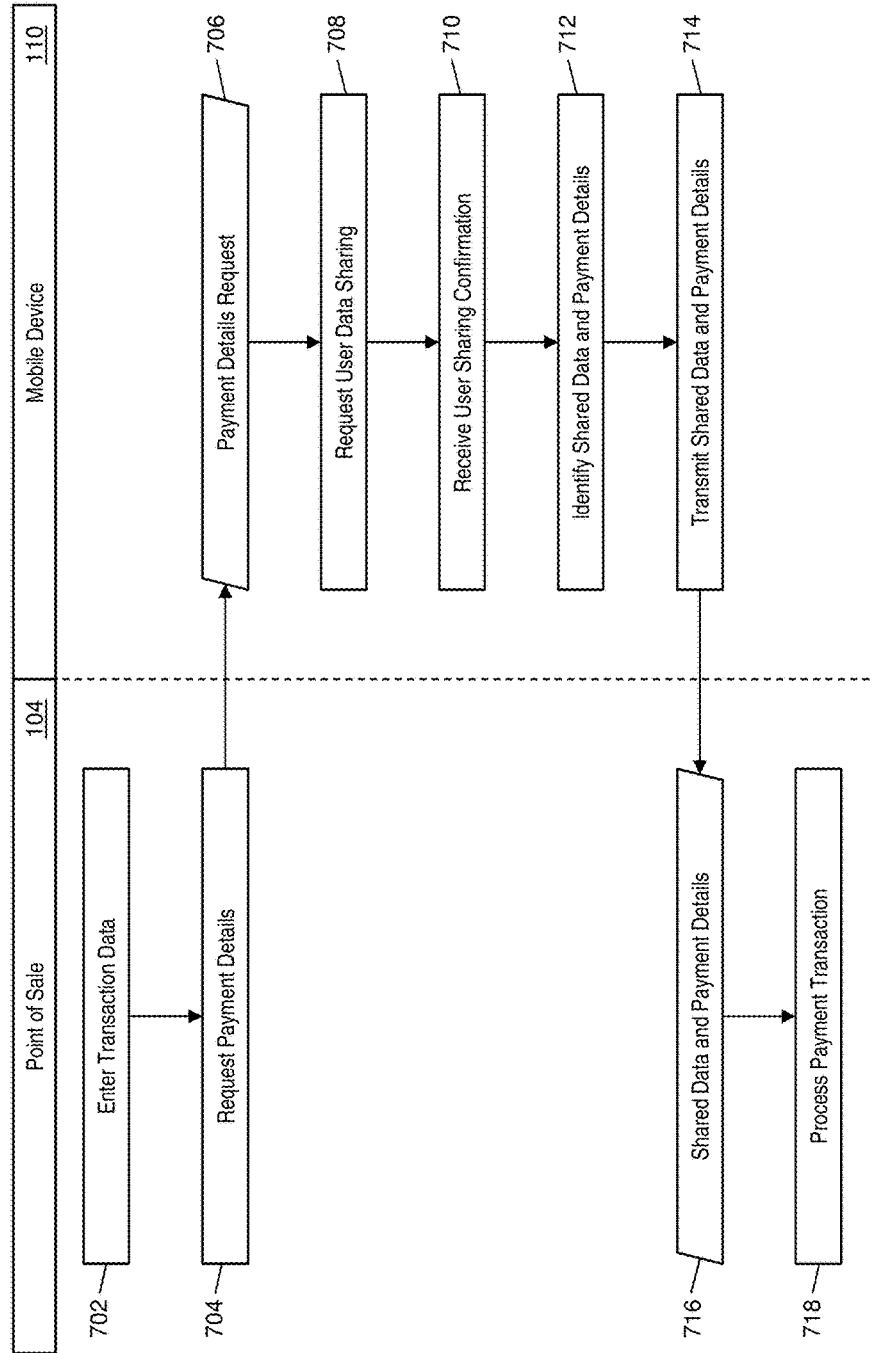 Point of Sale
104
Mobile Device
110
702
Enter Transaction Data
704
Request Payment Details
Payment Details Request
706
Request User Data Sharing
708
Receive User Sharing Confirmation
710
Identify Shared Data and Payment Details
712
Transmit Shared Data and Payment Details
714
716
Shared Data and Payment Details
718
Process Payment Transaction